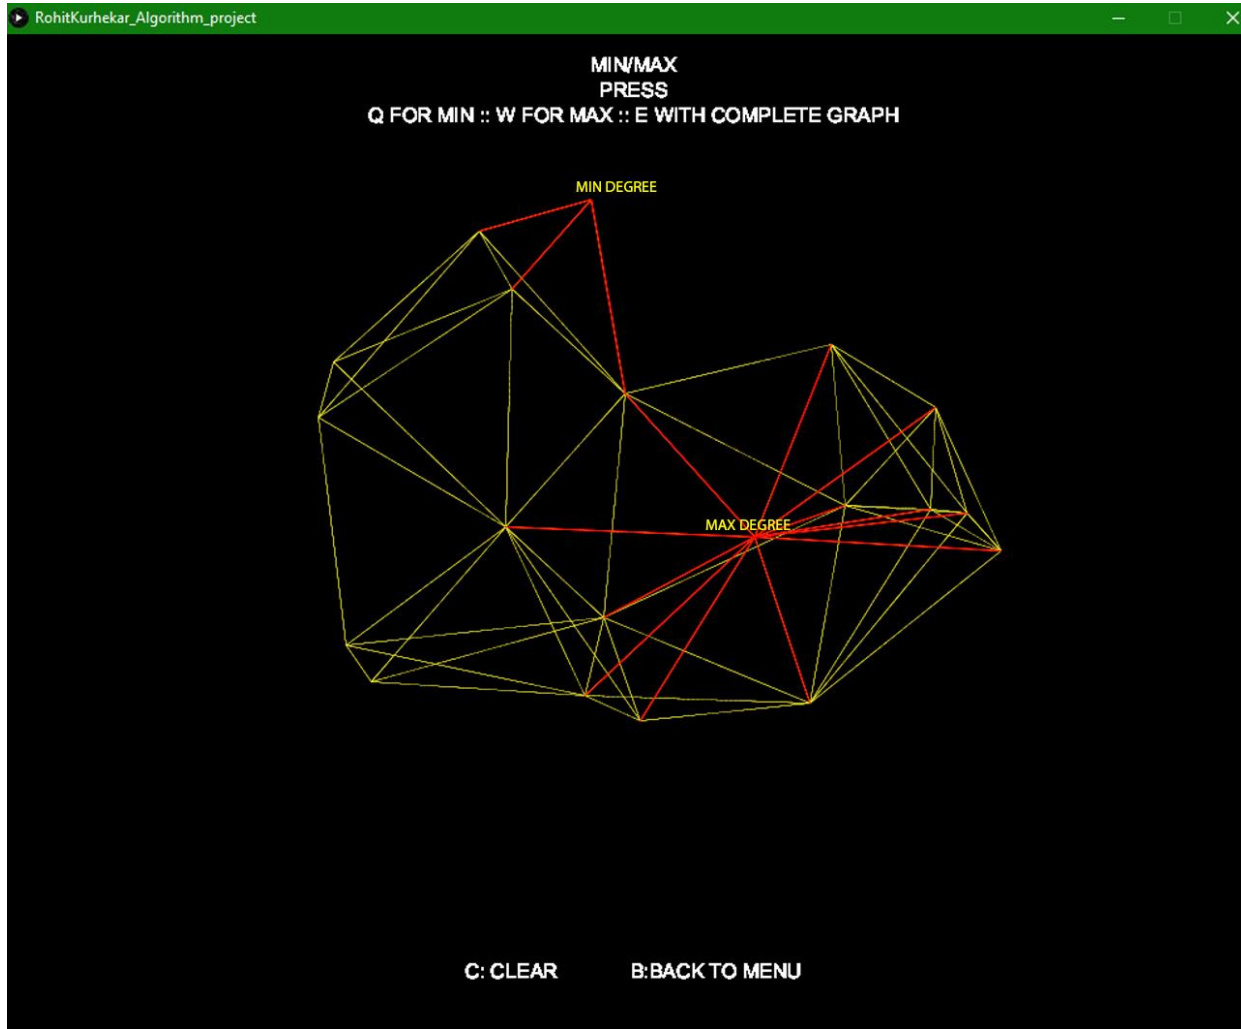 RohitKurhekar_Algorithm_project
MIN/MAX
PRESS
Q FOR MIN :: W FOR MAX :: E WITH COMPLETE GRAPH
MIN DEGREE
MAX DEGREE
C: CLEAR B:BACK TO MENU